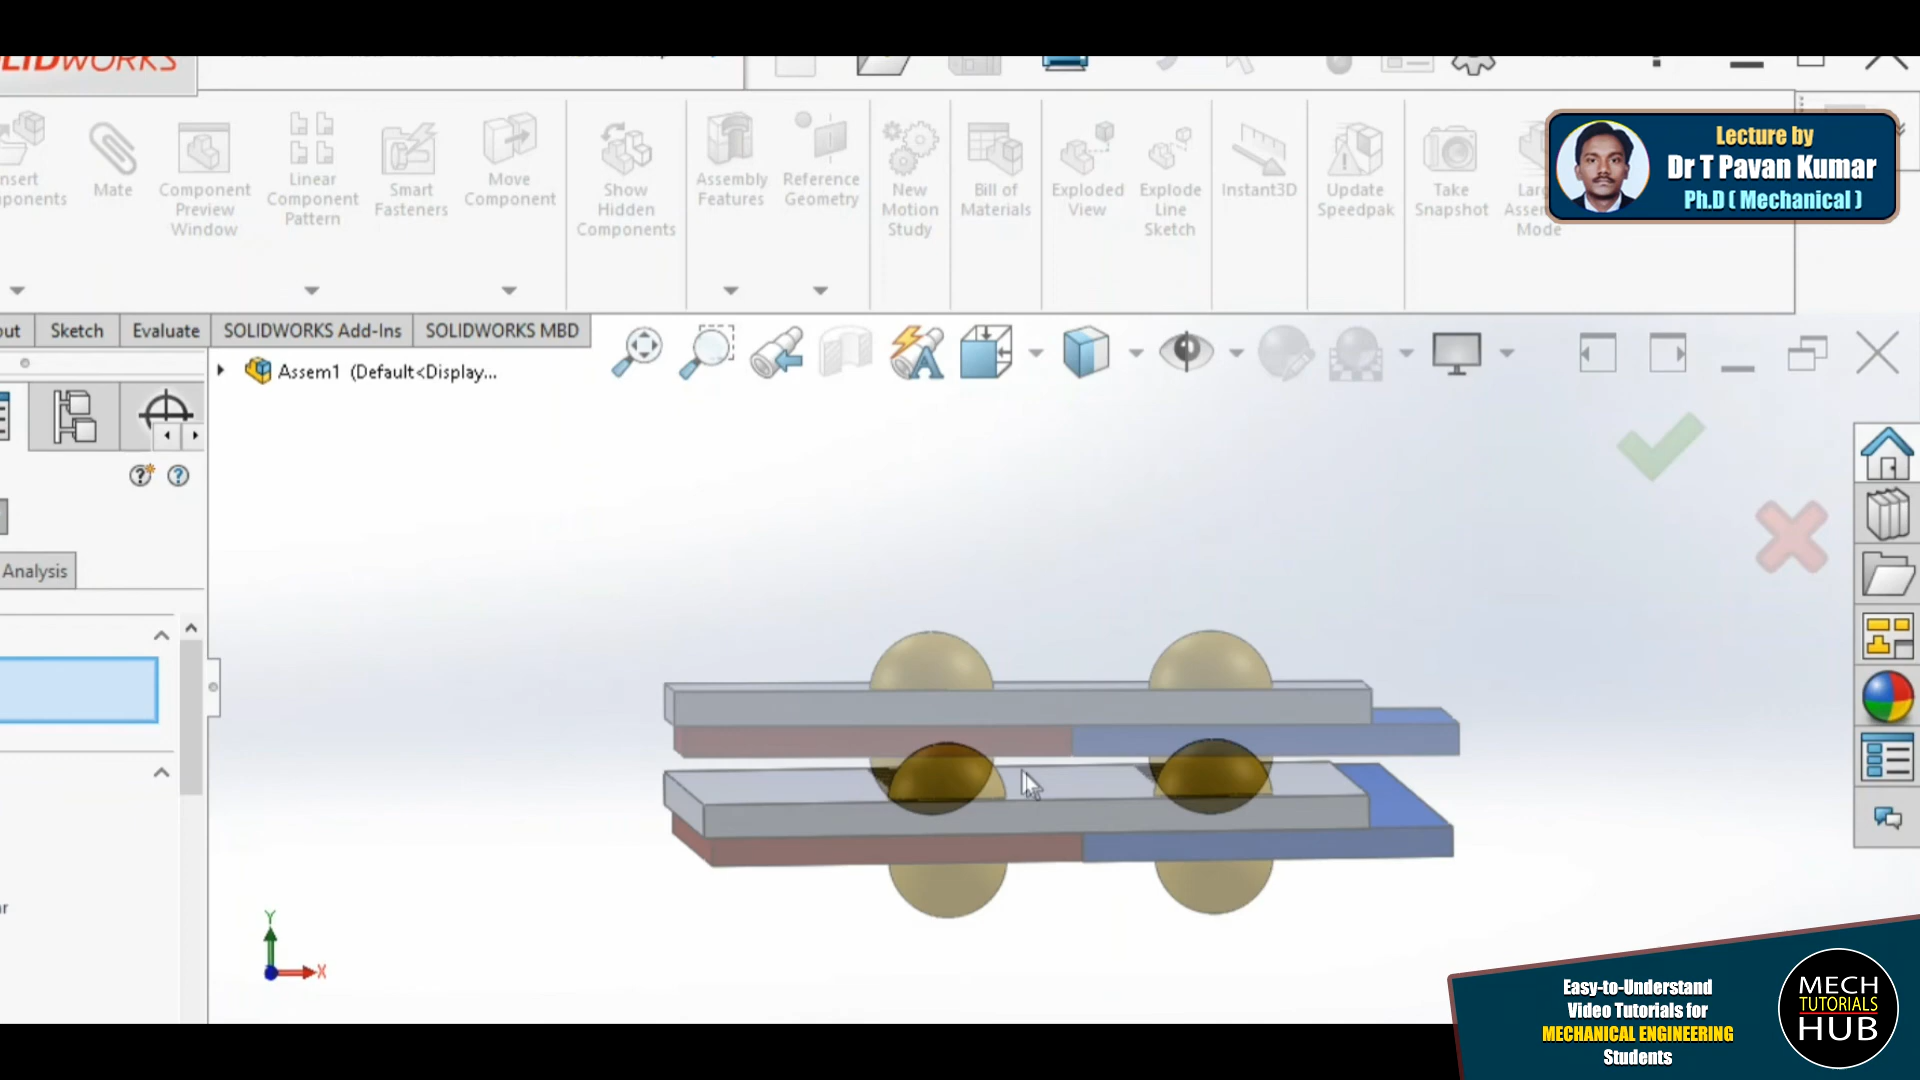 SOLIDWORKS
Lecture by
Dr T Pavan Kumar
Ph.D ( Mechanical )
Mate
Component
Preview
Window
Linear
Component
Pattern
Smart
Fasteners
Move
Component
Show
Hidden
Components
Assembly
Features
Reference
Geometry
New
Motion
Study
Bill of
Materials
Exploded
View
Explode
Line
Sketch
Instant3D
Update
Speedpak
Take
Snapshot
Mode
Sketch
Evaluate
SOLIDWORKS Add-Ins
SOLIDWORKS MBD
Assem1 (Default<Display...
Analysis
Y
X
Easy-to-Understand
Video Tutorials for
MECHANICAL ENGINEERING
Students
MECH
TUTORIALS
HUB